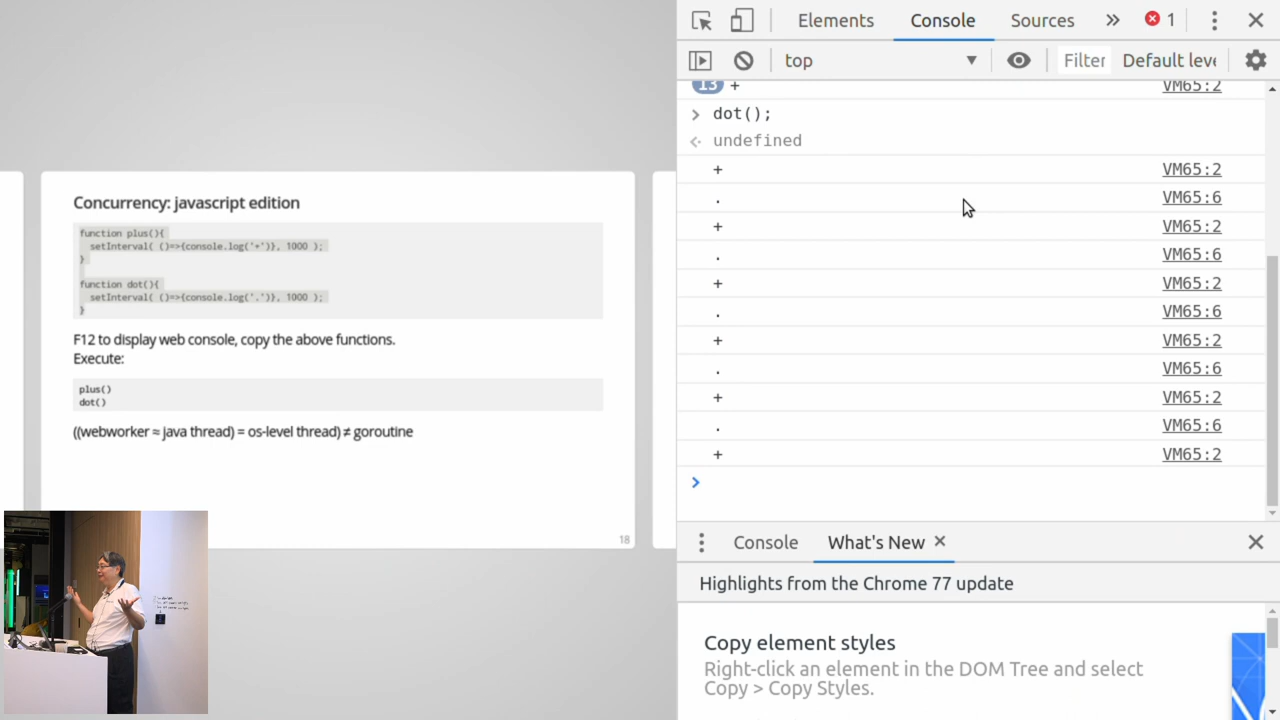 Concurrency: javascript edition
function plus(){
setInterval( ()=>{console.log('+')}, 1000 );
}
function dot(){
setInterval( ()=>{console.log('.')}, 1000 );
}
F12 to display web console, copy the above functions.
Execute:
plus()
dot()
((webworker ≈ java thread) = os-level thread) ≠ goroutine
18
Elements Console Sources » 1
top ▼ Filter Default leve
13 + VM65:2
> dot();
undefined
+ VM65:2
. VM65:6
+ VM65:2
. VM65:6
+ VM65:2
. VM65:6
+ VM65:2
. VM65:6
+ VM65:2
. VM65:6
+ VM65:2
>
Console What's New ×
Highlights from the Chrome 77 update
Copy element styles
Right-click an element in the DOM Tree and select
Copy > Copy Styles.